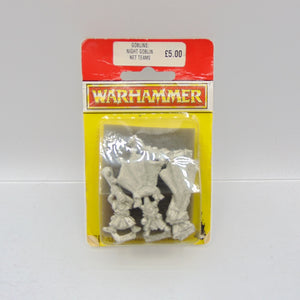 GOBLINS:
NIGHT GOBLIN
NET TEAMS
£5.00
WARHAMMER